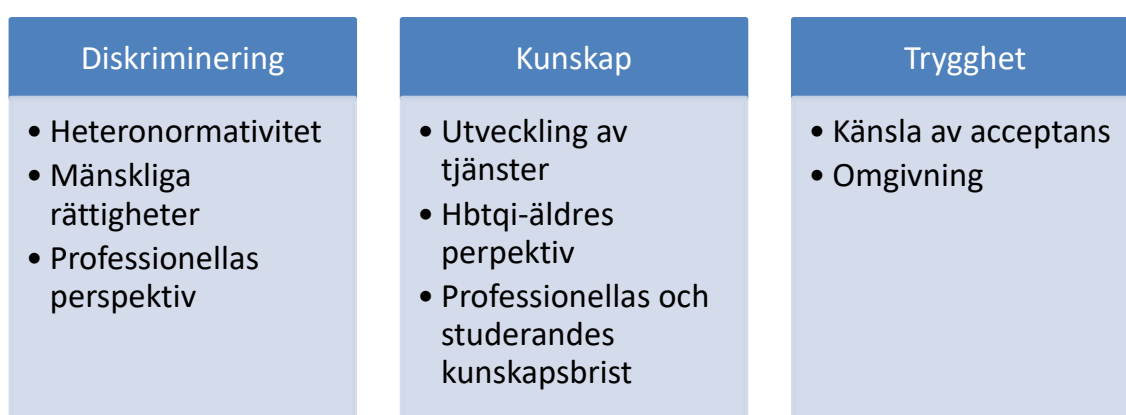 Diskriminering
• Heteronormativitet
• Mänskliga
rättigheter
• Professionellas
perspektiv
Kunskap
• Utveckling av
tjänster
• Hbtqi-äldres
perpektiv
• Professionellas och
studerandes
kunskapsbrist
Trygghet
• Känsla av acceptans
• Omgivning